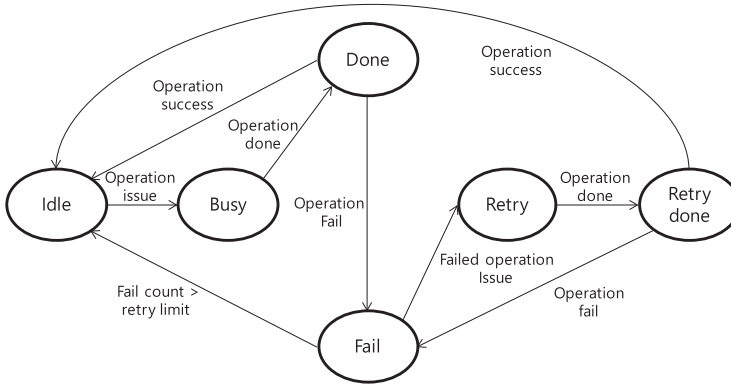 Done
Operation
success
Operation
success
Operation
done
Operation
issue
Idle
Busy
Operation
Fail
Retry
Operation
done
Retry
done
Failed operation
Issue
Fail count >
retry limit
Operation
fail
Fail